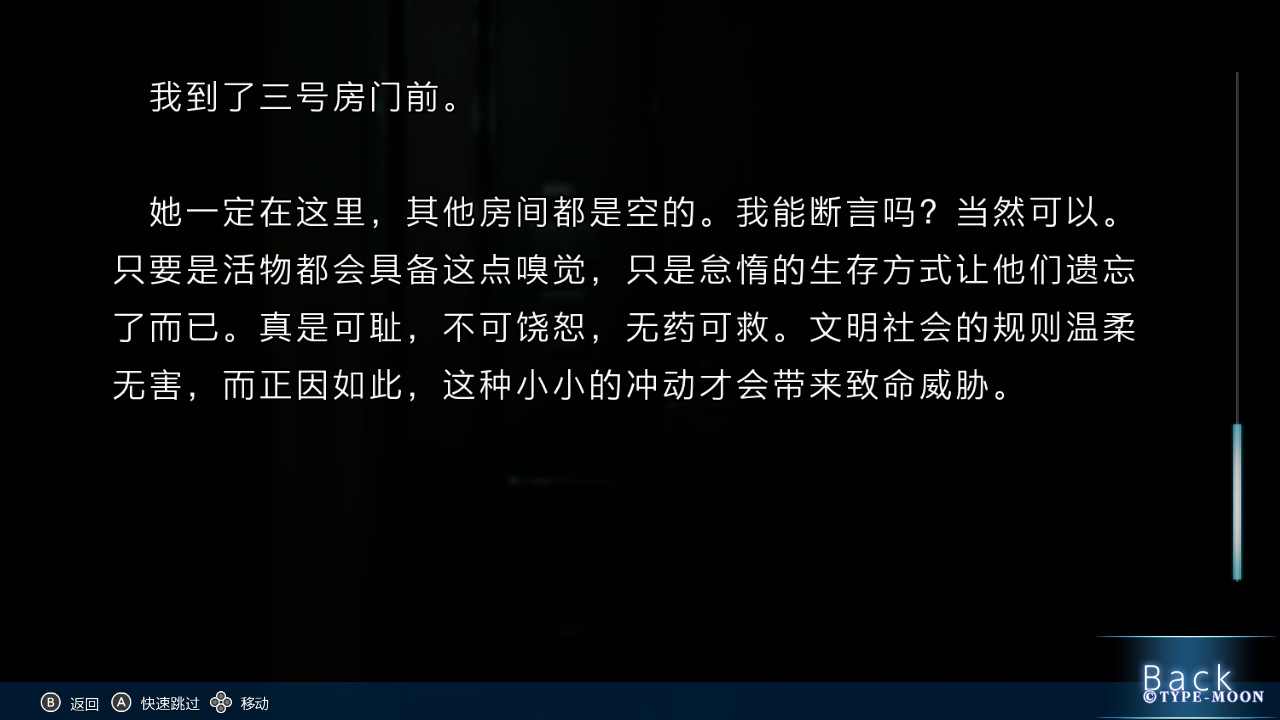 我到了三号房门前。
她一定在这里，其他房间都是空的。我能断言吗？当然可以。
只要是活物都会具备这点嗅觉，只是怠惰的生存方式让他们遗忘
了而已。真是可耻，不可饶恕，无药可救。文明社会的规则温柔
无害，而正因如此，这种小小的冲动才会带来致命威胁。
Back
©TYPE-MOON
B 返回 A 快速跳过 移动